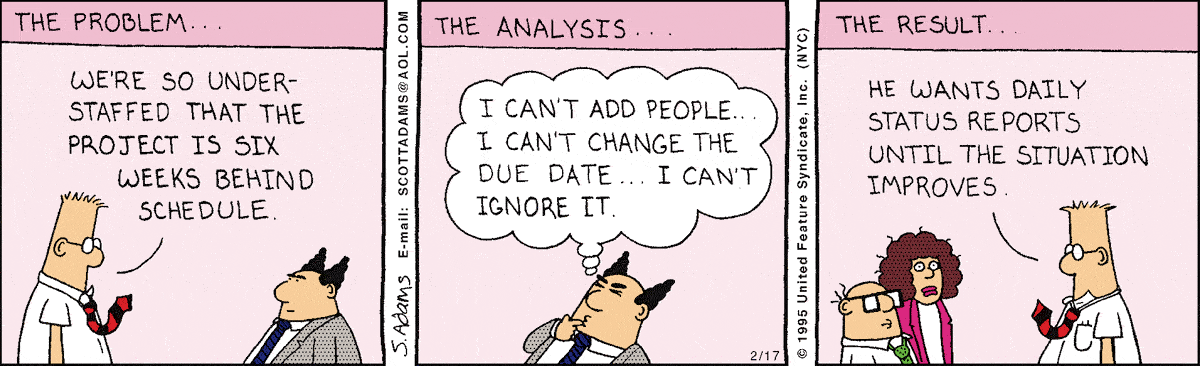 THE PROBLEM...
WE'RE SO UNDER-
STAFFED THAT THE
PROJECT IS SIX
WEEKS BEHIND
SCHEDULE.
S. Adams E-mail: SCOTTADAMS@AOL.COM
THE ANALYSIS...
I CAN'T ADD PEOPLE...
I CAN'T CHANGE THE
DUE DATE... I CAN'T
IGNORE IT.
2/17
© 1995 United Feature Syndicate, Inc. (NYC)
THE RESULT...
HE WANTS DAILY
STATUS REPORTS
UNTIL THE SITUATION
IMPROVES.